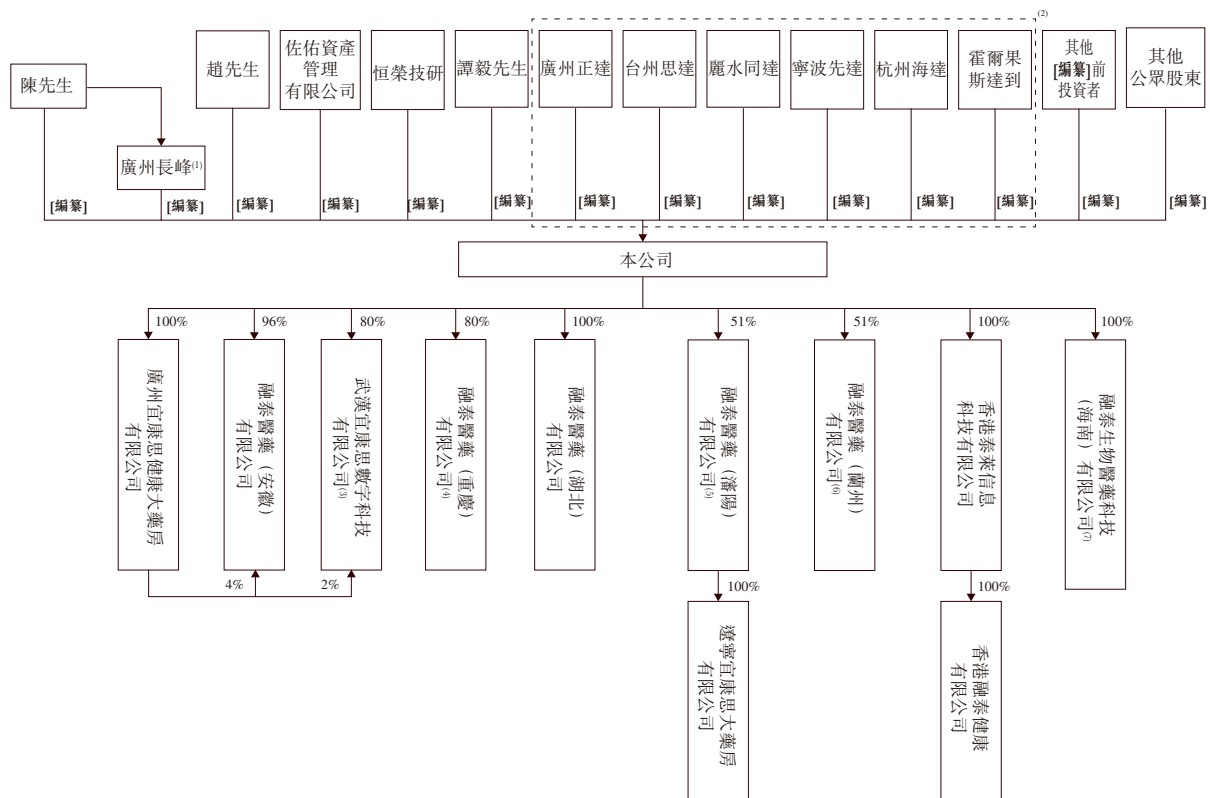 (2)
陳先生
趙先生
佐佑資產
管理
有限公司
恒榮技研
譚毅先生
廣州正達
台州思達
麗水同達
寧波先達
杭州海達
霍爾果
斯達到
其他
[編纂]前
投資者
其他
公眾股東
廣州長峰(1)
[編纂]
[編纂]
[編纂]
[編纂]
[編纂]
[編纂]
[編纂]
[編纂]
[編纂]
[編纂]
[編纂]
[編纂]
[編纂]
[編纂]
本公司
100%
96%
80%
80%
100%
51%
51%
100%
100%
廣州宜康思健康大藥房
有限公司
融泰醫藥（安徽）
有限公司
武漢宜康思數字科技
有限公司(3)
融泰醫藥（重慶）
有限公司(4)
融泰醫藥（湖北）
有限公司
融泰醫藥（瀋陽）
有限公司(5)
融泰醫藥（蘭州）
有限公司(6)
香港泰萊信息
科技有限公司
融泰生物醫藥科技
（海南）有限公司(7)
4%
2%
100%
100%
遼寧宜康思大藥房
有限公司
香港融泰健康
有限公司